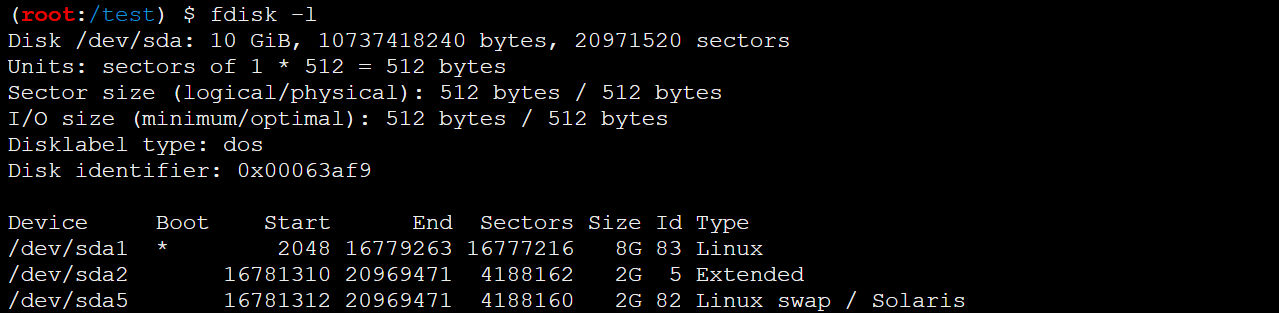 (root:/test) $ fdisk -l
Disk /dev/sda: 10 GiB, 10737418240 bytes, 20971520 sectors
Units: sectors of 1 * 512 = 512 bytes
Sector size (logical/physical): 512 bytes / 512 bytes
I/O size (minimum/optimal): 512 bytes / 512 bytes
Disklabel type: dos
Disk identifier: 0x00063af9

Device     Boot    Start      End  Sectors Size Id Type
/dev/sda1  *        2048 16779263 16777216   8G 83 Linux
/dev/sda2       16781310 20969471  4188162   2G  5 Extended
/dev/sda5       16781312 20969471  4188160   2G 82 Linux swap / Solaris